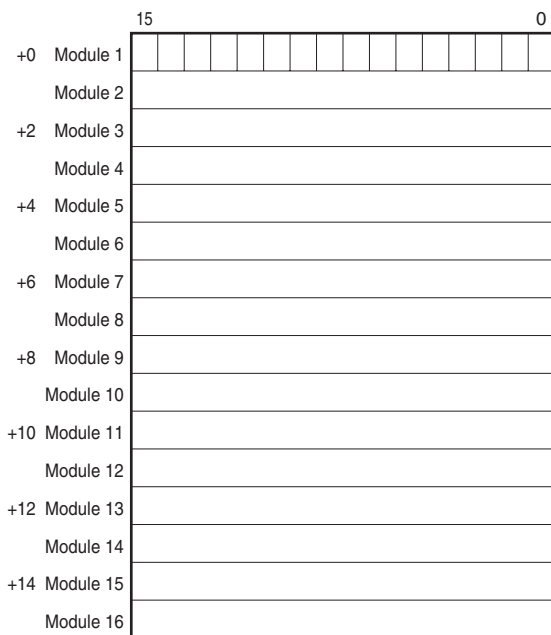 15 0
+0 Module 1
Module 2
+2 Module 3
Module 4
+4 Module 5
Module 6
+6 Module 7
Module 8
+8 Module 9
Module 10
+10 Module 11
Module 12
+12 Module 13
Module 14
+14 Module 15
Module 16